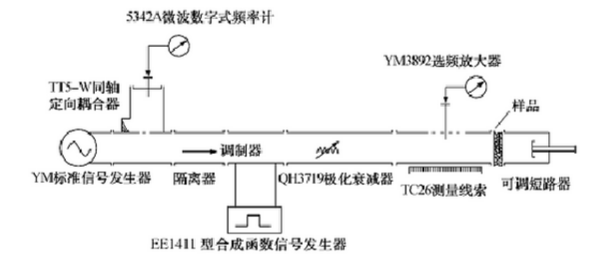 5342A微波数字式频率计
YM3892选频放大器
TT5-W同轴
定向耦合器
样品
调制器
YM标准信号发生器
隔离器
QH3719极化衰减器
TC26测量线索
可调短路器
EE1411 型合成函数信号发生器